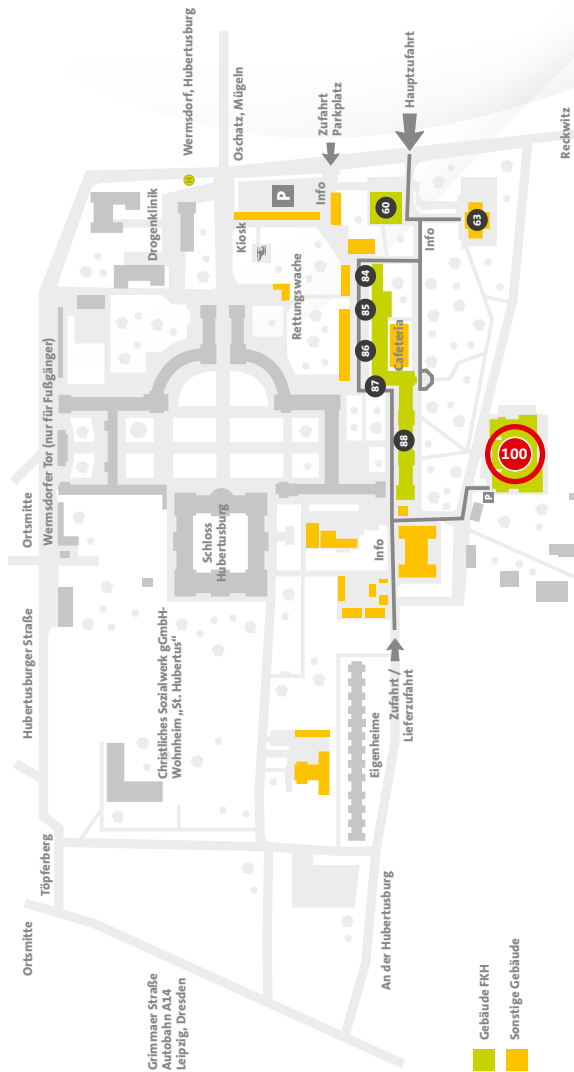 Ortsmitte
Töpferberg
Hubertusburger Straße
Ortsmitte
Wermsdorfer Tor (nur für Fußgänger)
Drogenklinik
Wermsdorf, Hubertusburg
H
Oschatz, Mügeln
Grimmaer Straße
Autobahn A14
Leipzig, Dresden
Christliches Sozialwerk gGmbH-
Wohnheim „St. Hubertus“
Schloss
Hubertusburg
Kiosk
P
Rettungswache
Info
Zufahrt
Parkplatz
Hauptzufahrt
Eigenheime
Info
84
85
86
87
88
60
Cafeteria
Info
63
Zufahrt /
Lieferzufahrt
An der Hubertusburg
P
100
Reckwitz
Gebäude FKH
Sonstige Gebäude